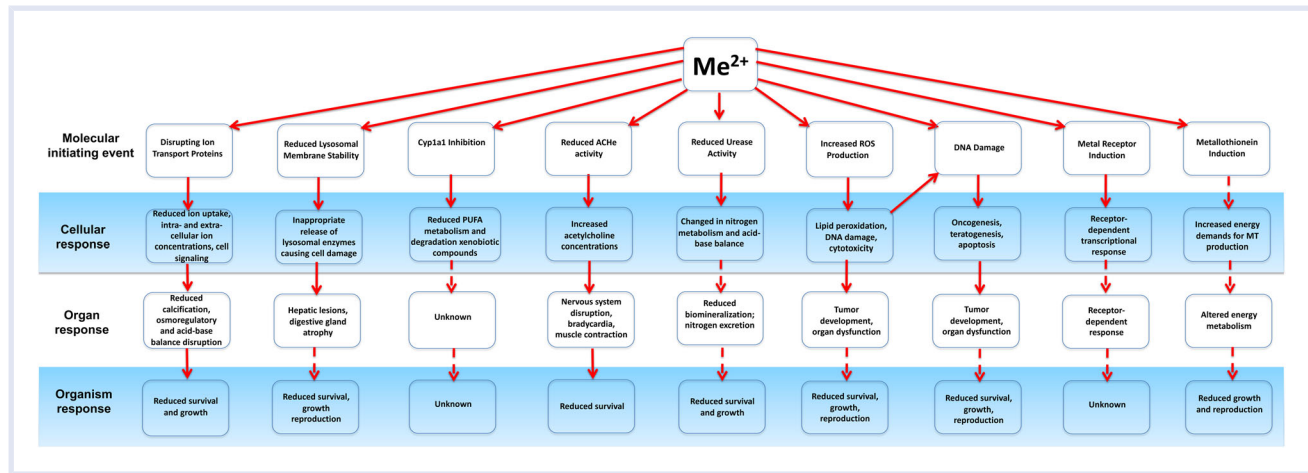 Me2+
Molecular
initiating event
Disrupting Ion
Transport Proteins
Reduced Lysosomal
Membrane Stability
Cyp1a1 Inhibition
Reduced ACHe
activity
Reduced Urease
Activity
Increased ROS
Production
DNA Damage
Metal Receptor
Induction
Metallothionein
Induction
Cellular
response
Reduced ion uptake,
intra- and extra-
cellular ion
concentrations, cell
signaling
Inappropriate
release of
lysosomal enzymes
causing cell damage
Reduced PUFA
metabolism and
degradation xenobiotic
compounds
Increased
acetylcholine
concentrations
Changed in nitrogen
metabolism and acid-
base balance
Lipid peroxidation,
DNA damage,
cytotoxicity
Oncogenesis,
teratogenesis,
apoptosis
Receptor-
dependent
transcriptional
response
Increased energy
demands for MT
production
Organ
response
Reduced
calcification,
osmoregulatory
and acid-base
balance disruption
Hepatic lesions,
digestive gland
atrophy
Unknown
Nervous system
disruption,
bradycardia,
muscle contraction
Reduced
biomineralization;
nitrogen excretion
Tumor
development,
organ dysfunction
Tumor
development,
organ dysfunction
Receptor-
dependent
response
Altered energy
metabolism
Organism
response
Reduced survival
and growth
Reduced survival,
growth
reproduction
Unknown
Reduced survival
Reduced survival
and growth
Reduced survival,
growth,
reproduction
Reduced survival,
growth,
reproduction
Unknown
Reduced growth
and reproduction